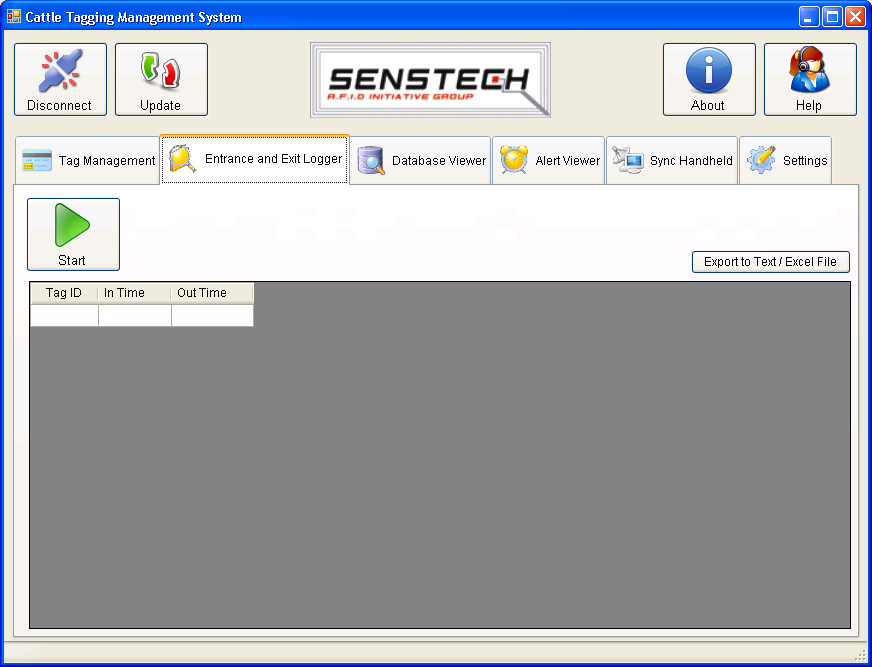 Cattle Tagging Management System
Disconnect
Update
SENSTECH
R.F.I.D INITIATIVE GROUP
About
Help
Tag Management
Entrance and Exit Logger
Database Viewer
Alert Viewer
Sync Handheld
Settings
Start
Export to Text / Excel File
Tag ID In Time Out Time